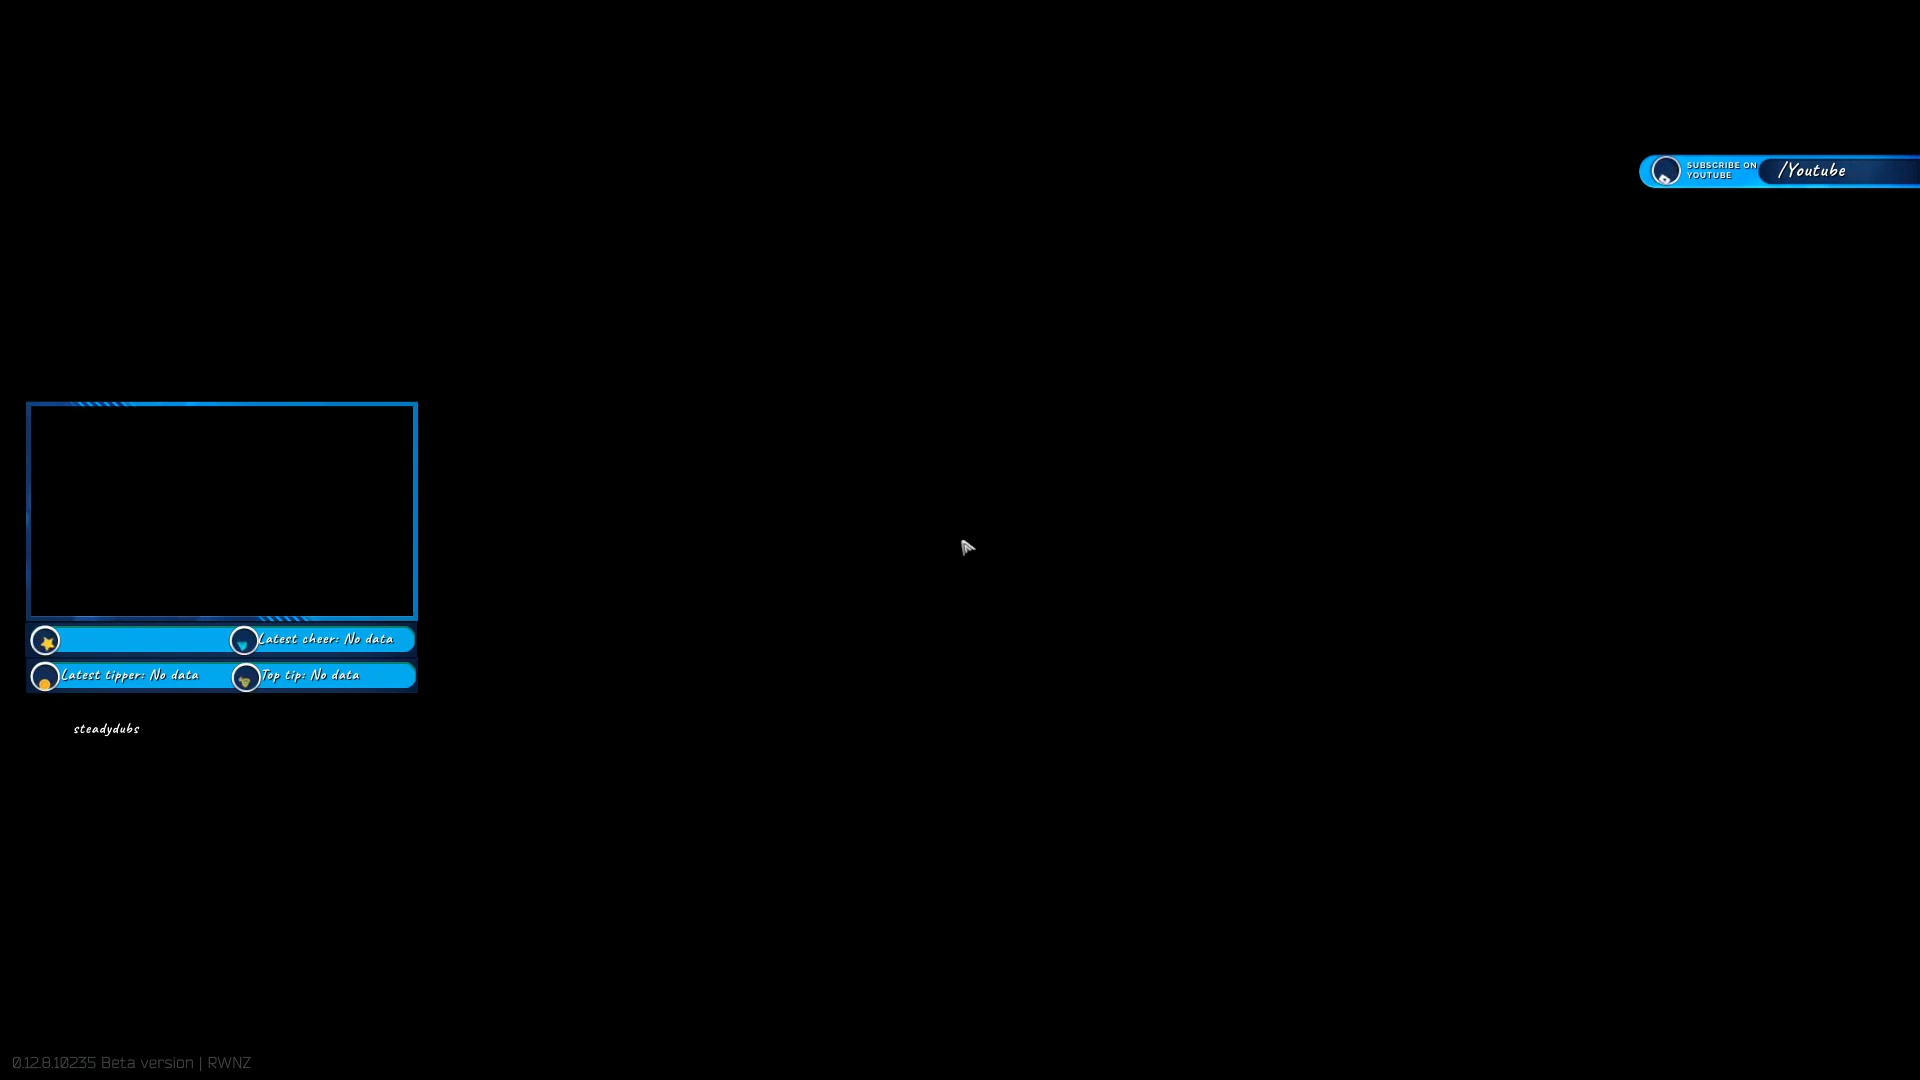 SUBSCRIBE ON
YOUTUBE
/Youtube
Latest cheer: No data
Latest tipper: No data
Top tip: No data
steadydubs
0.12.8.10235 Beta version | RWNZ